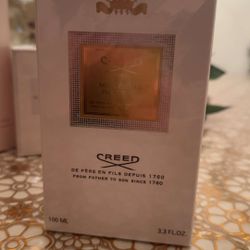 CREED
CREED
DE PÈRE EN FILS DEPUIS 1760
FROM FATHER TO SON SINCE 1760
100 ML
3.3 FL.OZ.